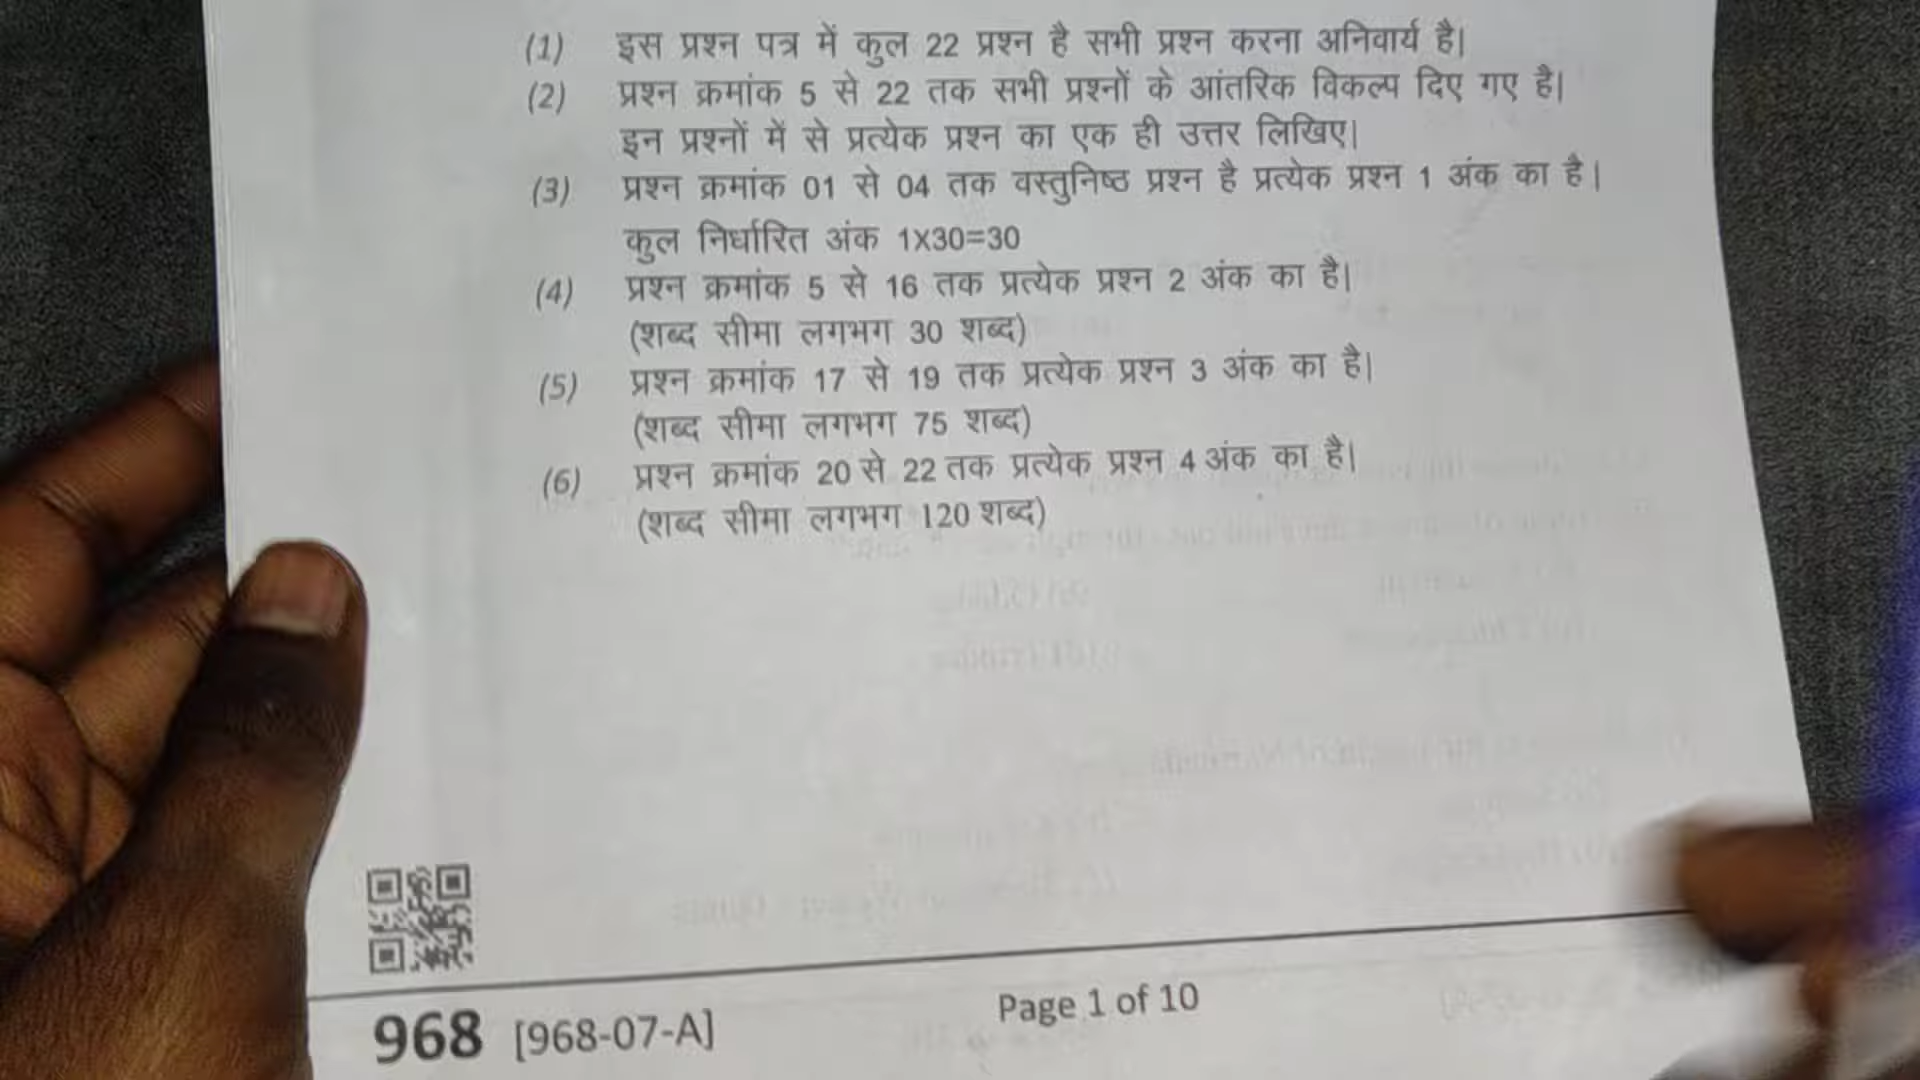 (1) इस प्रश्न पत्र में कुल 22 प्रश्न है सभी प्रश्न करना अनिवार्य है।
(2) प्रश्न क्रमांक 5 से 22 तक सभी प्रश्नों के आंतरिक विकल्प दिए गए है।
इन प्रश्नों में से प्रत्येक प्रश्न का एक ही उत्तर लिखिए।
(3) प्रश्न क्रमांक 01 से 04 तक वस्तुनिष्ठ प्रश्न है प्रत्येक प्रश्न 1 अंक का है।
कुल निर्धारित अंक 1X30=30
(4) प्रश्न क्रमांक 5 से 16 तक प्रत्येक प्रश्न 2 अंक का है।
(शब्द सीमा लगभग 30 शब्द)
(5) प्रश्न क्रमांक 17 से 19 तक प्रत्येक प्रश्न 3 अंक का है।
(शब्द सीमा लगभग 75 शब्द)
(6) प्रश्न क्रमांक 20 से 22 तक प्रत्येक प्रश्न 4 अंक का है।
(शब्द सीमा लगभग 120 शब्द)
968 [968-07-A] Page 1 of 10